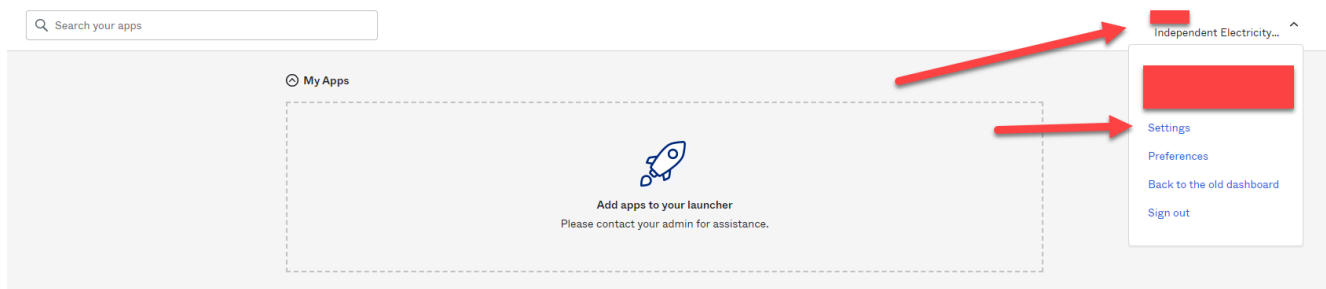 Search your apps
Independent Electricity...
My Apps
Settings
Preferences
Back to the old dashboard
Sign out
Add apps to your launcher
Please contact your admin for assistance.